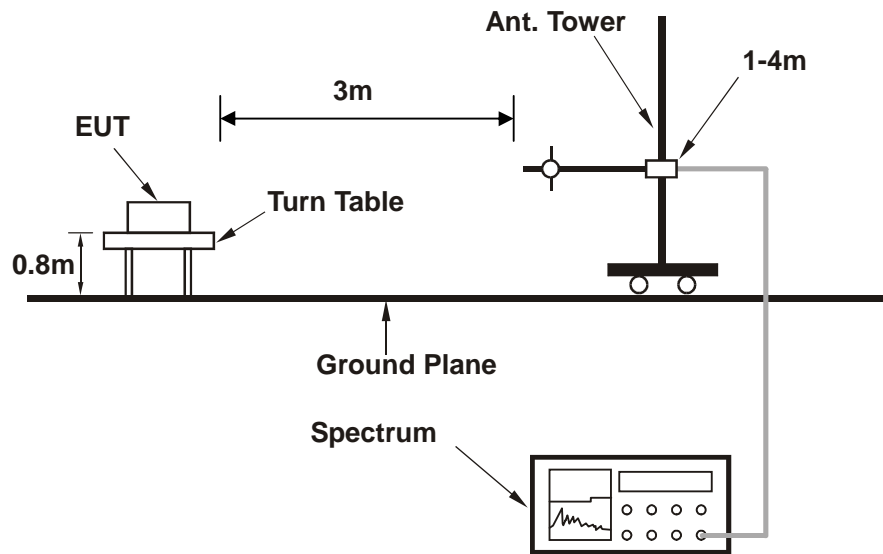 Ant. Tower
1-4m
3m
EUT
Turn Table
0.8m
Ground Plane
Spectrum